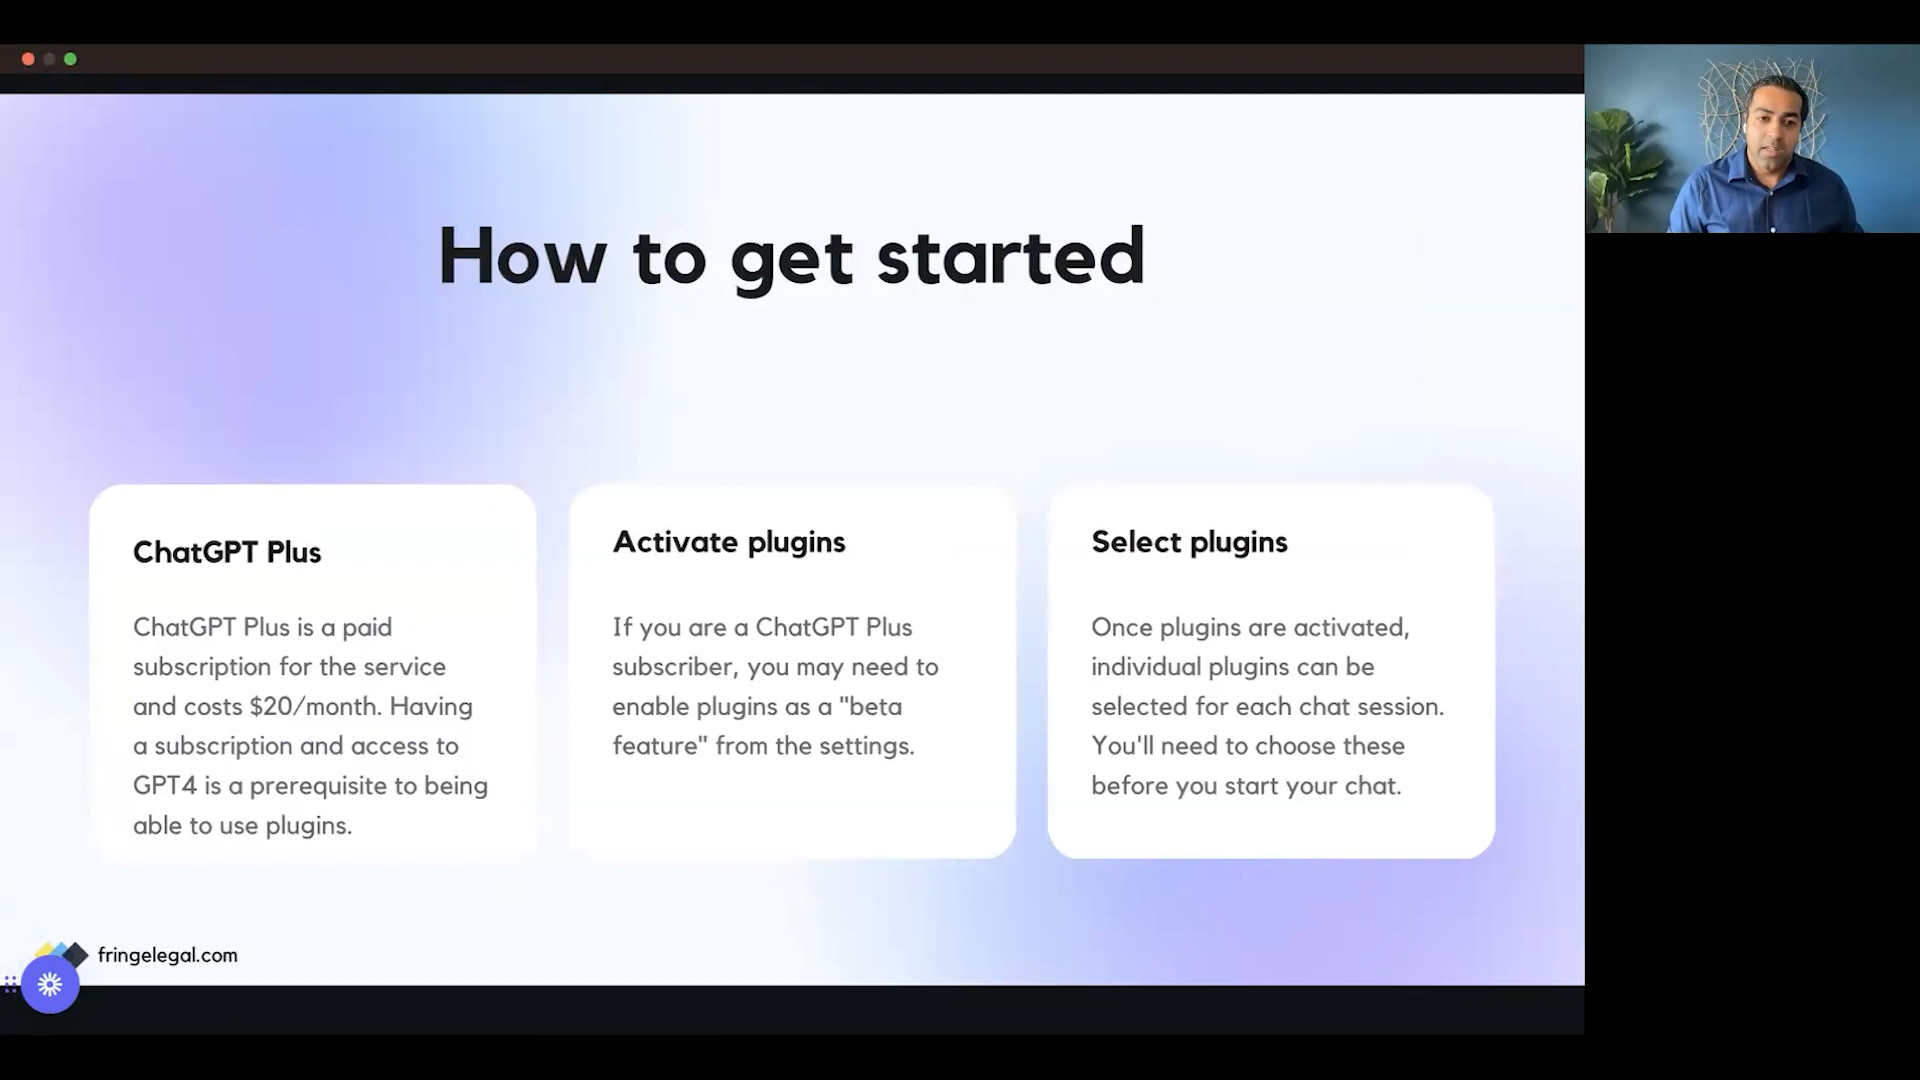 How to get started
ChatGPT Plus
ChatGPT Plus is a paid
subscription for the service
and costs $20/month. Having
a subscription and access to
GPT4 is a prerequisite to being
able to use plugins.
Activate plugins
If you are a ChatGPT Plus
subscriber, you may need to
enable plugins as a "beta
feature" from the settings.
Select plugins
Once plugins are activated,
individual plugins can be
selected for each chat session.
You'll need to choose these
before you start your chat.
fringelegal.com